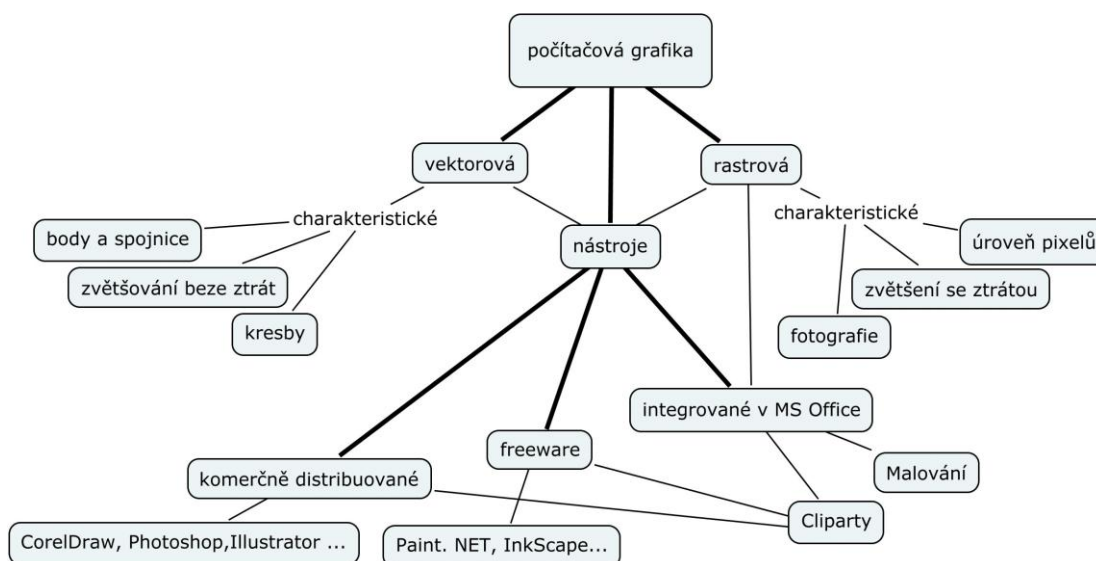 počítačová grafika
vektorová
rastrová
charakteristické
charakteristické
body a spojnice
nástroje
úroveň pixelů
zvětšování beze ztrát
zvětšení se ztrátou
kresby
fotografie
integrované v MS Office
freeware
komerčně distribuované
Malování
Cliparty
CorelDraw, Photoshop,Illustrator ...
Paint. NET, InkScape...